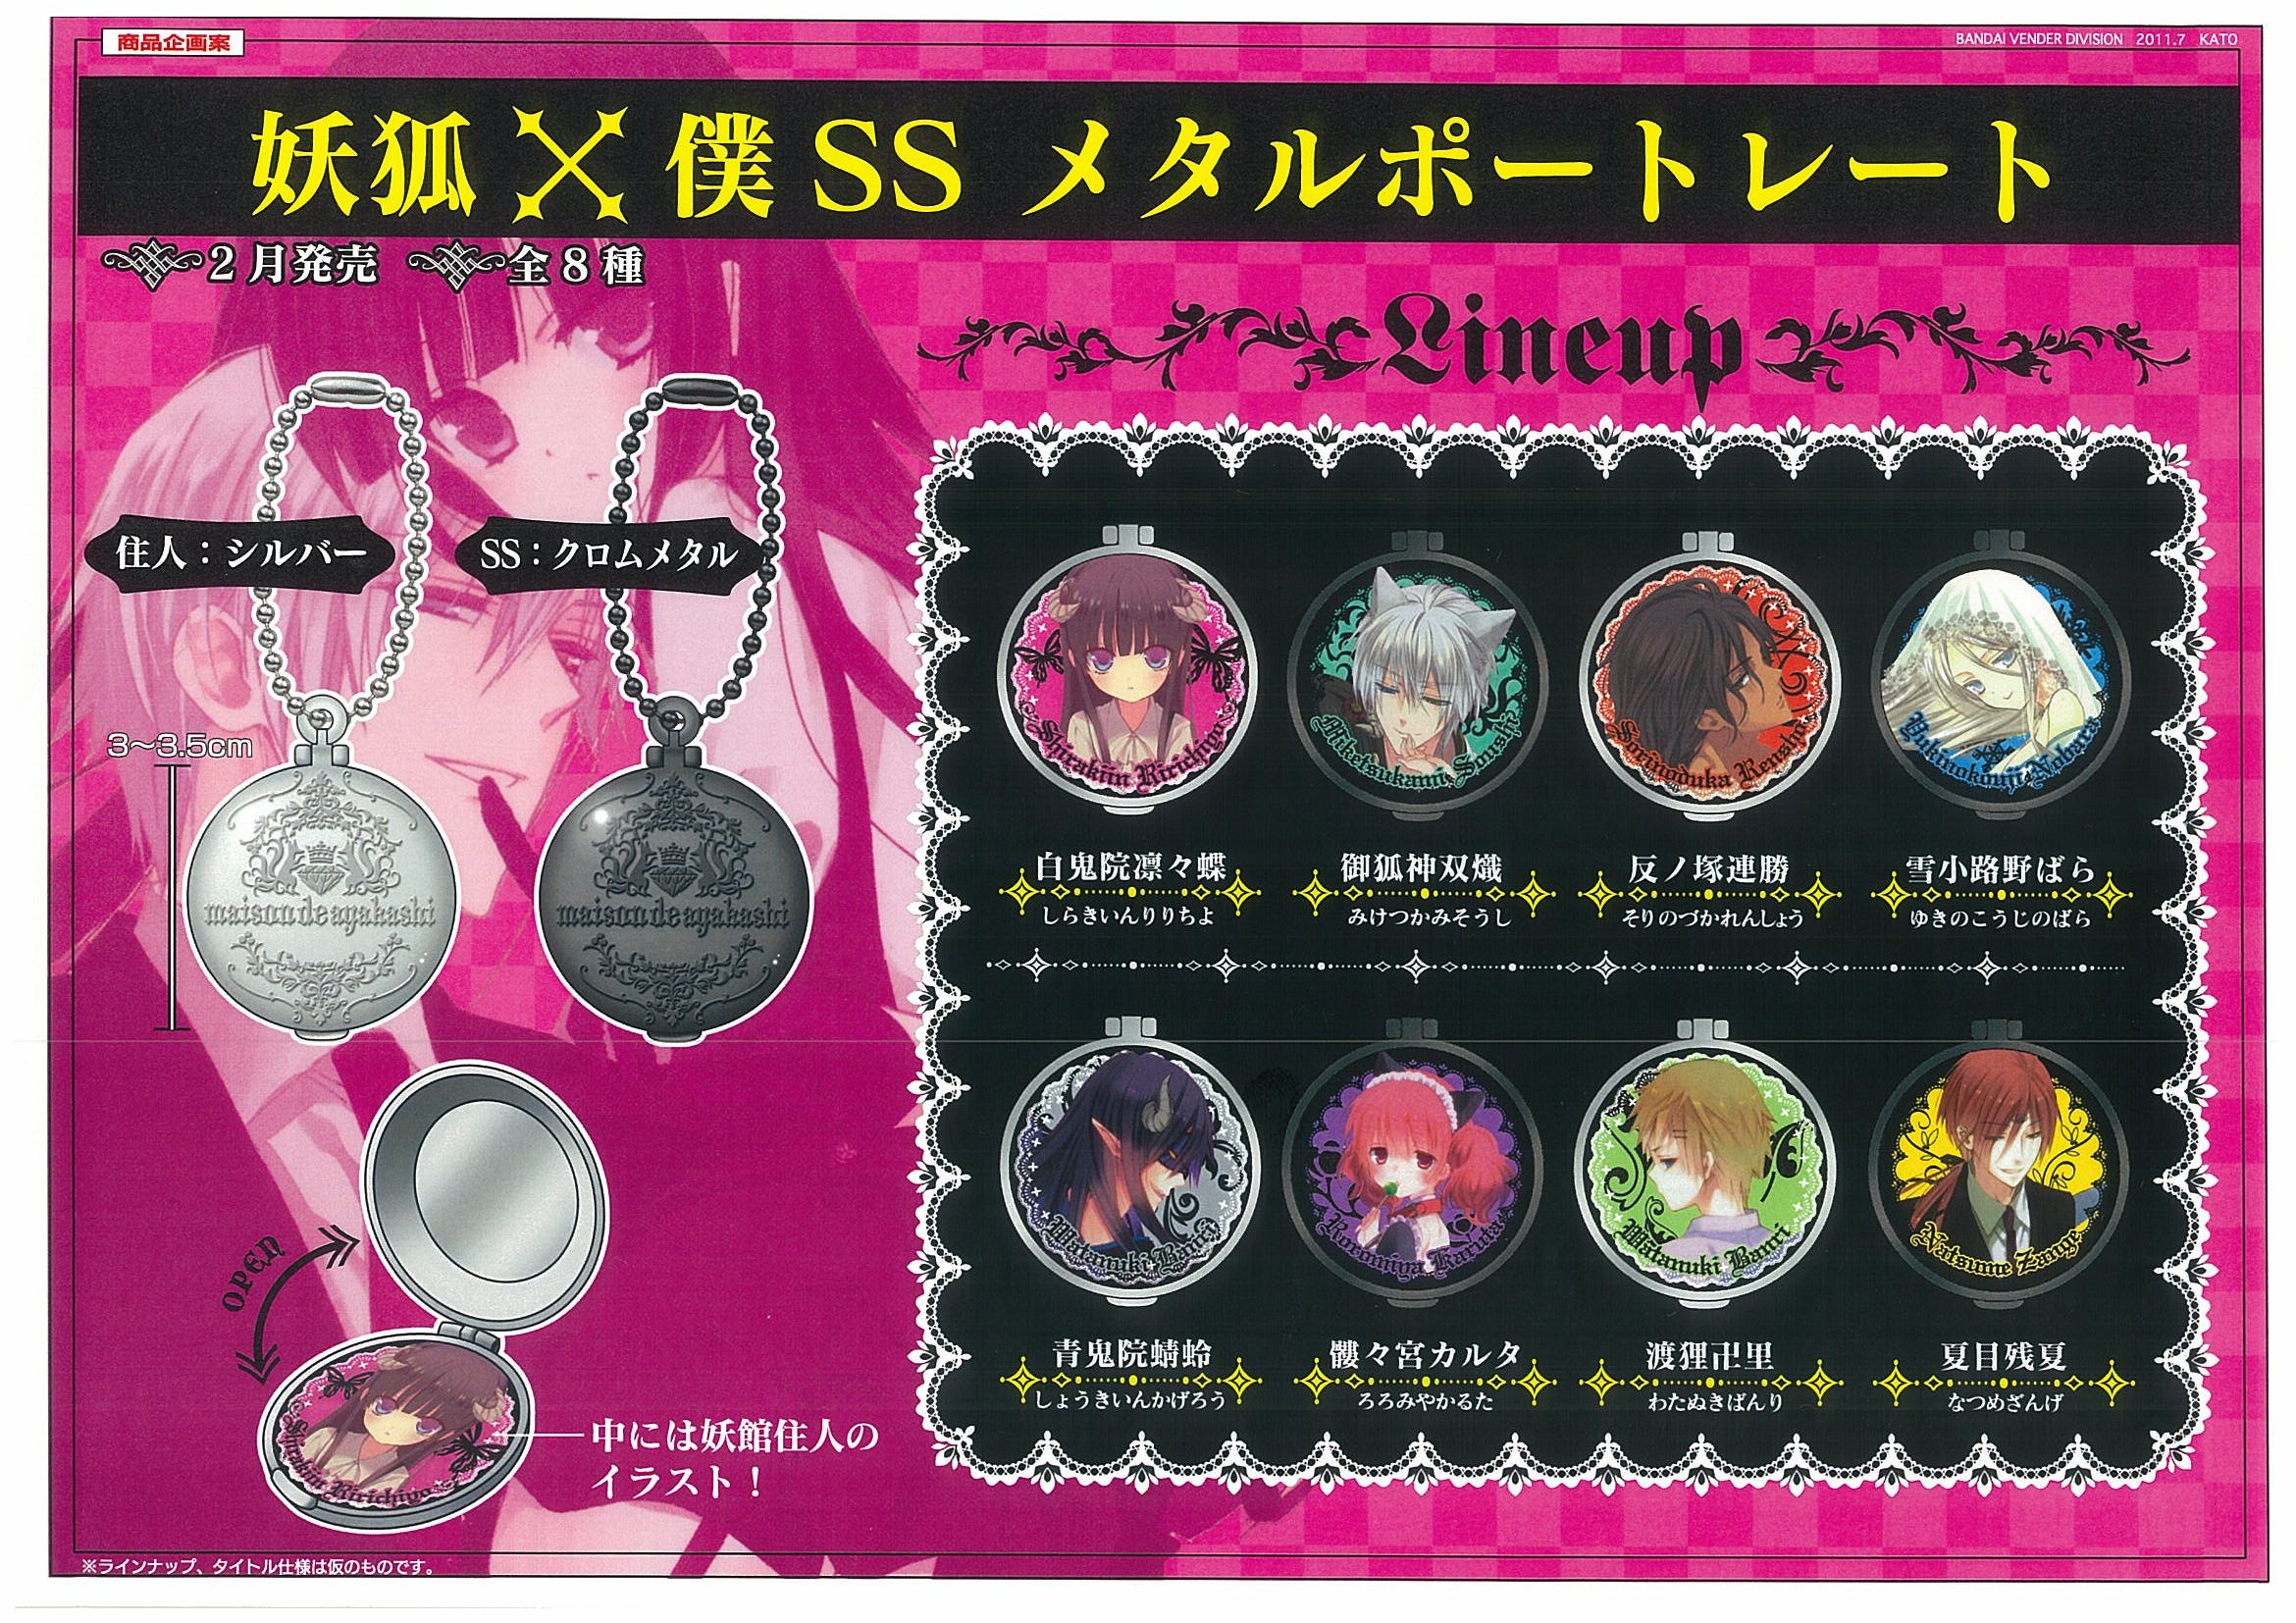 商品企画案
BANDAI VENDER DIVISION 2011.7 KATO
妖狐×僕SS メタルポートレート
2月発売 全8種
Lineup
住人：シルバー
SS：クロムメタル
3~3.5cm
maison de ayakashi
maison de ayakashi
OPEN
Shirakiin Ririchiyo
中には妖館住人の
イラスト！
Shirakiin Ririchiyo
Miketsukami Soushi
Sorinoduka Renshou
Yukinokouji Nobara
白鬼院凛々蝶
御狐神双熾
反ノ塚連勝
雪小路野ばら
しらきいんりりちよ
みけつかみそうし
そりのづかれんしょう
ゆきのこうじのばら
Watanuki Banri
Roromiya Karuta
Watanuki Banri
Natsume Zange
青鬼院蜻蛉
髏々宮カルタ
渡狸卍里
夏目残夏
しょうきいんかげろう
ろろみやかるた
わたぬきばんり
なつめざんげ
※ラインナップ、タイトル仕様は仮のものです。